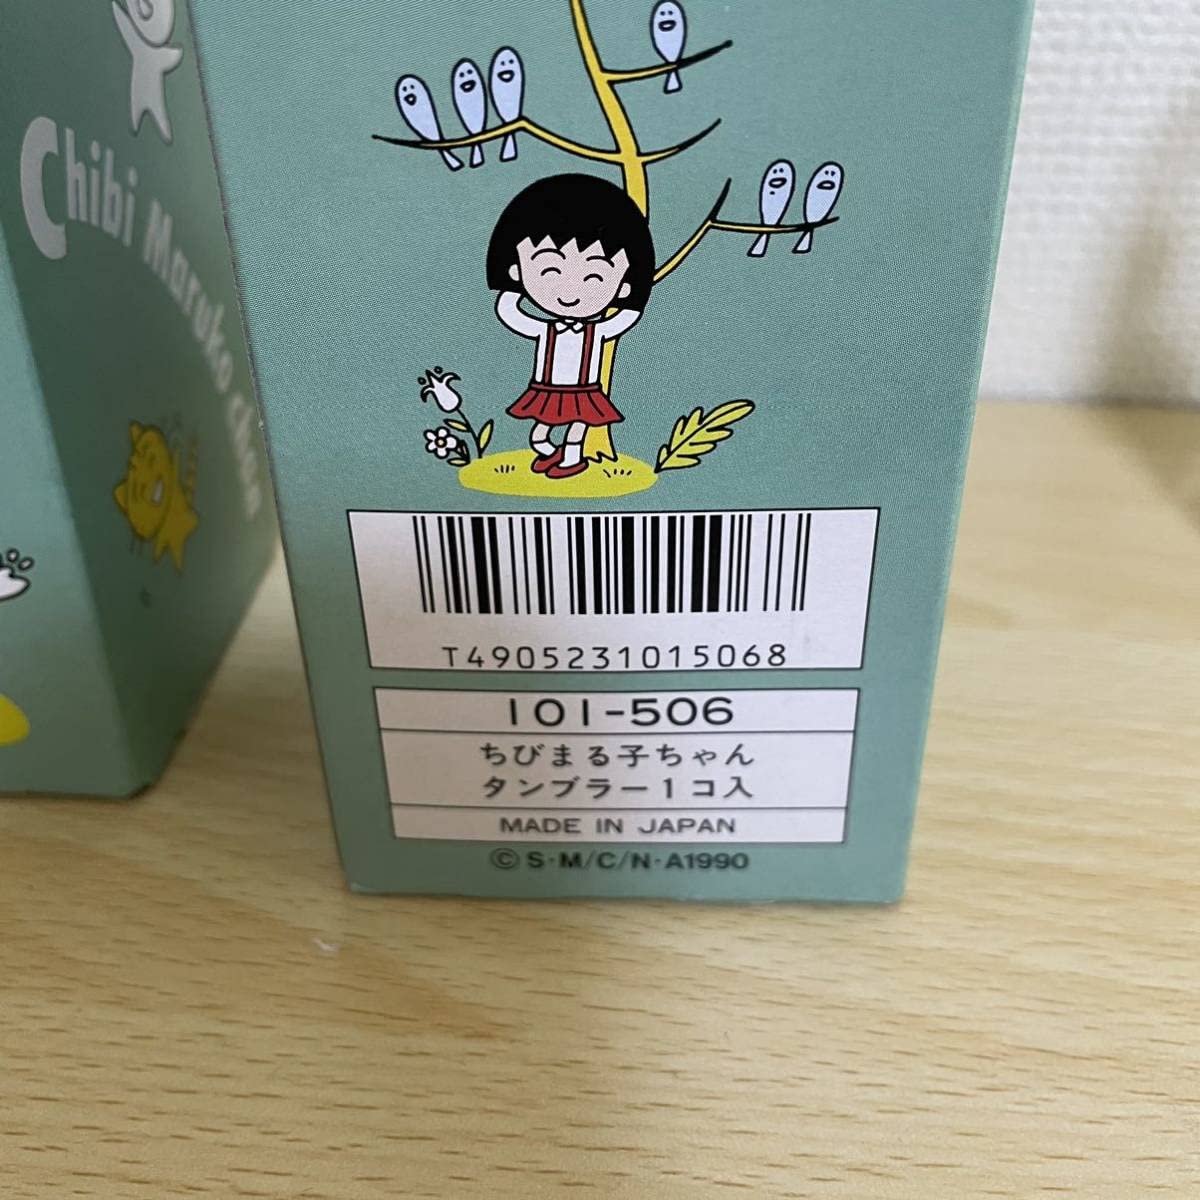 Chibi Maruko chan
T4905231015068
101-506
ちびまる子ちゃん
タンブラー1コ入
MADE IN JAPAN
©S·M/C/N·A1990